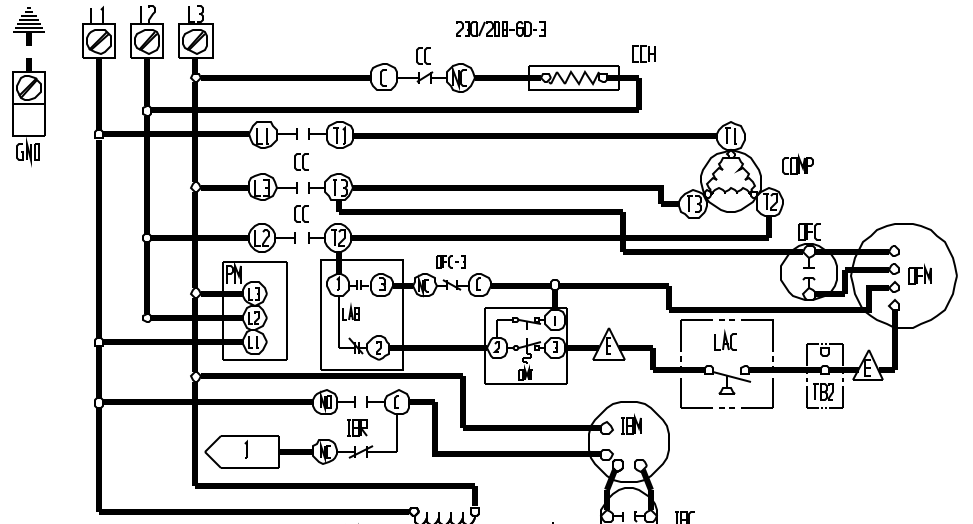 L1 L2 L3
230/208-60-3
CC
CCH
C NC
GND
L1 T1 T1
CC
COMP
L3 T3 T3 T2
CC
L2 T2
OFC
PM
OFC-3
OFM
L3
1 3 NC C
L2
LAB
1
L1
2 2 3 E
LAC
OMT
E
TB2
NO C
IBR
IBM
1 NC
IBC